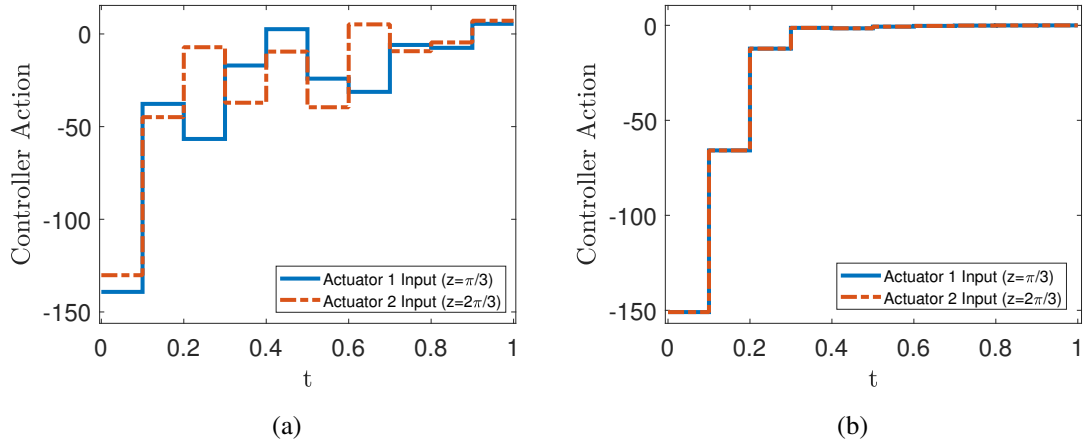 0
-50
-100
-150
Controller Action
Actuator 1 Input (z=π/3)
Actuator 2 Input (z=2π/3)
0 0.2 0.4 0.6 0.8 1
t
(a)
0
-50
-100
-150
Controller Action
Actuator 1 Input (z=π/3)
Actuator 2 Input (z=2π/3)
0 0.2 0.4 0.6 0.8 1
t
(b)